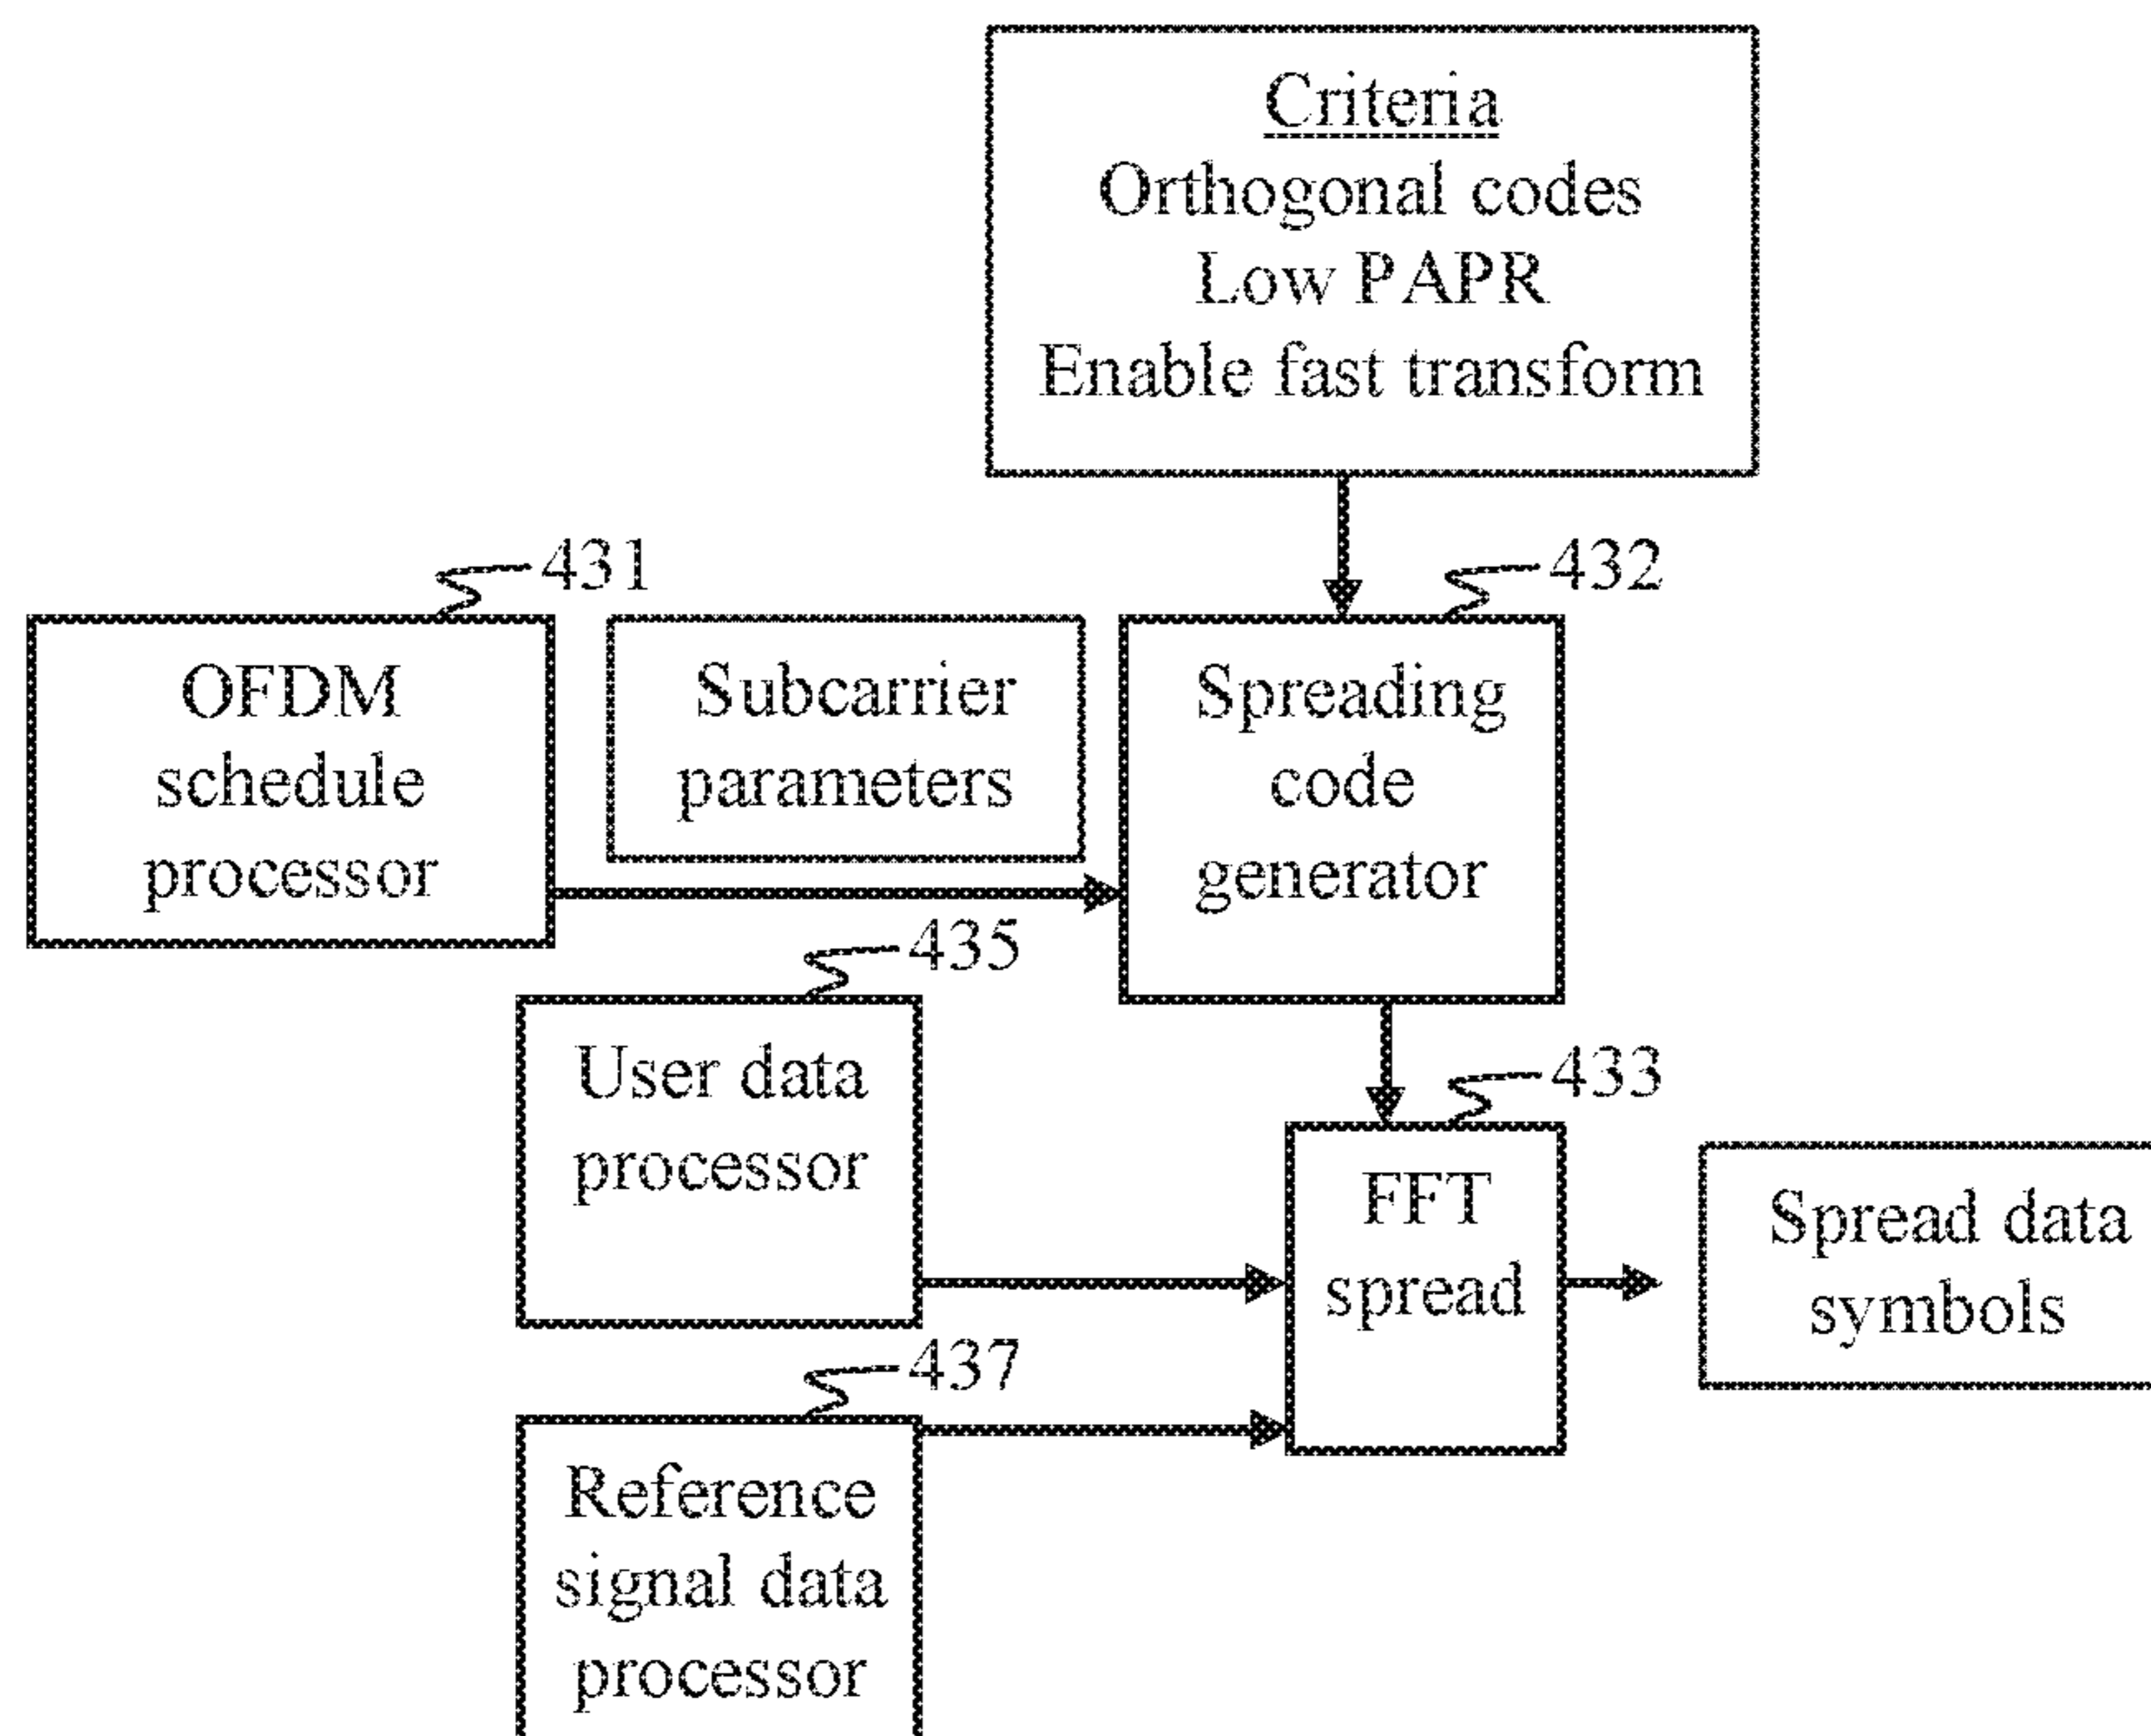 Criteria
Orthogonal codes
Low PAPR
Enable fast transform
431
432
OFDM
schedule
processor
Subcarrier
parameters
Spreading
code
generator
435
User data
processor
433
FFT
spread
Spread data
symbols
437
Reference
signal data
processor